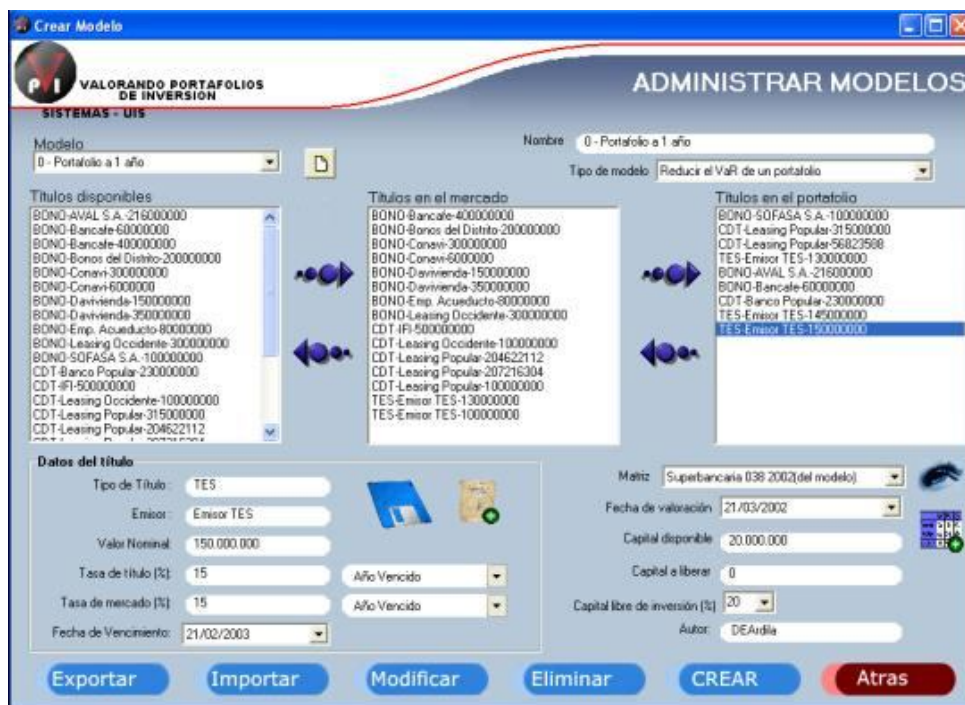 Crear Modelo
PVI
VALORANDO PORTAFOLIOS
DE INVERSION
SISTEMAS - UIS
ADMINISTRAR MODELOS
Modelo
0 - Portafolio a 1 año
Nombre 0 - Portafolio a 1 año
Tipo de modelo Reducir el VaR de un portafolio
Títulos disponibles
BONO-AVAL S.A.-216000000
BONO-Bancafe-60000000
BONO-Bancafe-400000000
BONO-Bonos del Distrito-200000000
BONO-Conavi-300000000
BONO-Conavi-6000000
BONO-Davivienda-150000000
BONO-Davivienda-350000000
BONO-Emp. Acueducto-80000000
BONO-Leasing Occidente-300000000
BONO-SOFASA S.A.-100000000
CDT-Banco Popular-230000000
CDT-IFI-500000000
CDT-Leasing Occidente-100000000
CDT-Leasing Popular-315000000
CDT-Leasing Popular-204622112
CDT-Leasing Popular-207216304
Títulos en el mercado
BONO-Bancafe-400000000
BONO-Bonos del Distrito-200000000
BONO-Conavi-300000000
BONO-Conavi-6000000
BONO-Davivienda-150000000
BONO-Davivienda-350000000
BONO-Emp. Acueducto-80000000
BONO-Leasing Occidente-300000000
CDT-IFI-500000000
CDT-Leasing Occidente-100000000
CDT-Leasing Popular-204622112
CDT-Leasing Popular-207216304
CDT-Leasing Popular-100000000
TES-Emisor TES-130000000
TES-Emisor TES-100000000
Títulos en el portafolio
BONO-SOFASA S.A.-100000000
CDT-Leasing Popular-315000000
CDT-Leasing Popular-56823588
TES-Emisor TES-130000000
BONO-AVAL S.A.-216000000
BONO-Bancafe-60000000
CDT-Banco Popular-230000000
TES-Emisor TES-145000000
TES-Emisor TES-150000000
Datos del título
Tipo de Título : TES
Emisor : Emisor TES
Valor Nominal: 150.000.000
Tasa de título (%): 15 Año Vencido
Tasa de mercado (%): 15 Año Vencido
Fecha de Vencimiento: 21/02/2003
Matriz Superbancaria 038 2002(del modelo)
Fecha de valoración 21/03/2002
Capital disponible 20.000.000
Capital a liberar 0
Capital libre de inversión (%) 20
Autor: DEArdila
Exportar
Importar
Modificar
Eliminar
CREAR
Atras